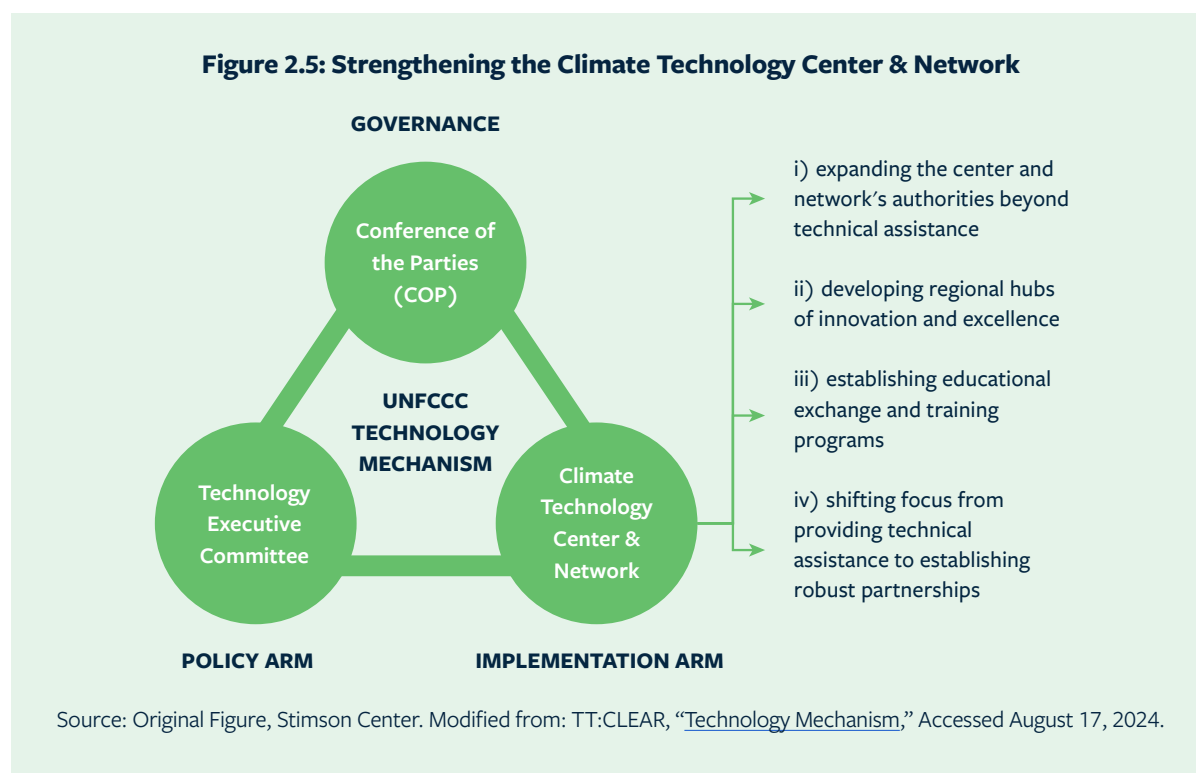 Figure 2.5: Strengthening the Climate Technology Center & Network
GOVERNANCE
Conference of
the Parties
(COP)
UNFCCC
TECHNOLOGY
MECHANISM
Technology
Executive
Committee
Climate
Technology
Center &
Network
POLICY ARM
IMPLEMENTATION ARM
i) expanding the center and
network's authorities beyond
technical assistance
ii) developing regional hubs
of innovation and excellence
iii) establishing educational
exchange and training
programs
iv) shifting focus from
providing technical
assistance to establishing
robust partnerships
Source: Original Figure, Stimson Center. Modified from: TT:CLEAR, “Technology Mechanism,” Accessed August 17, 2024.